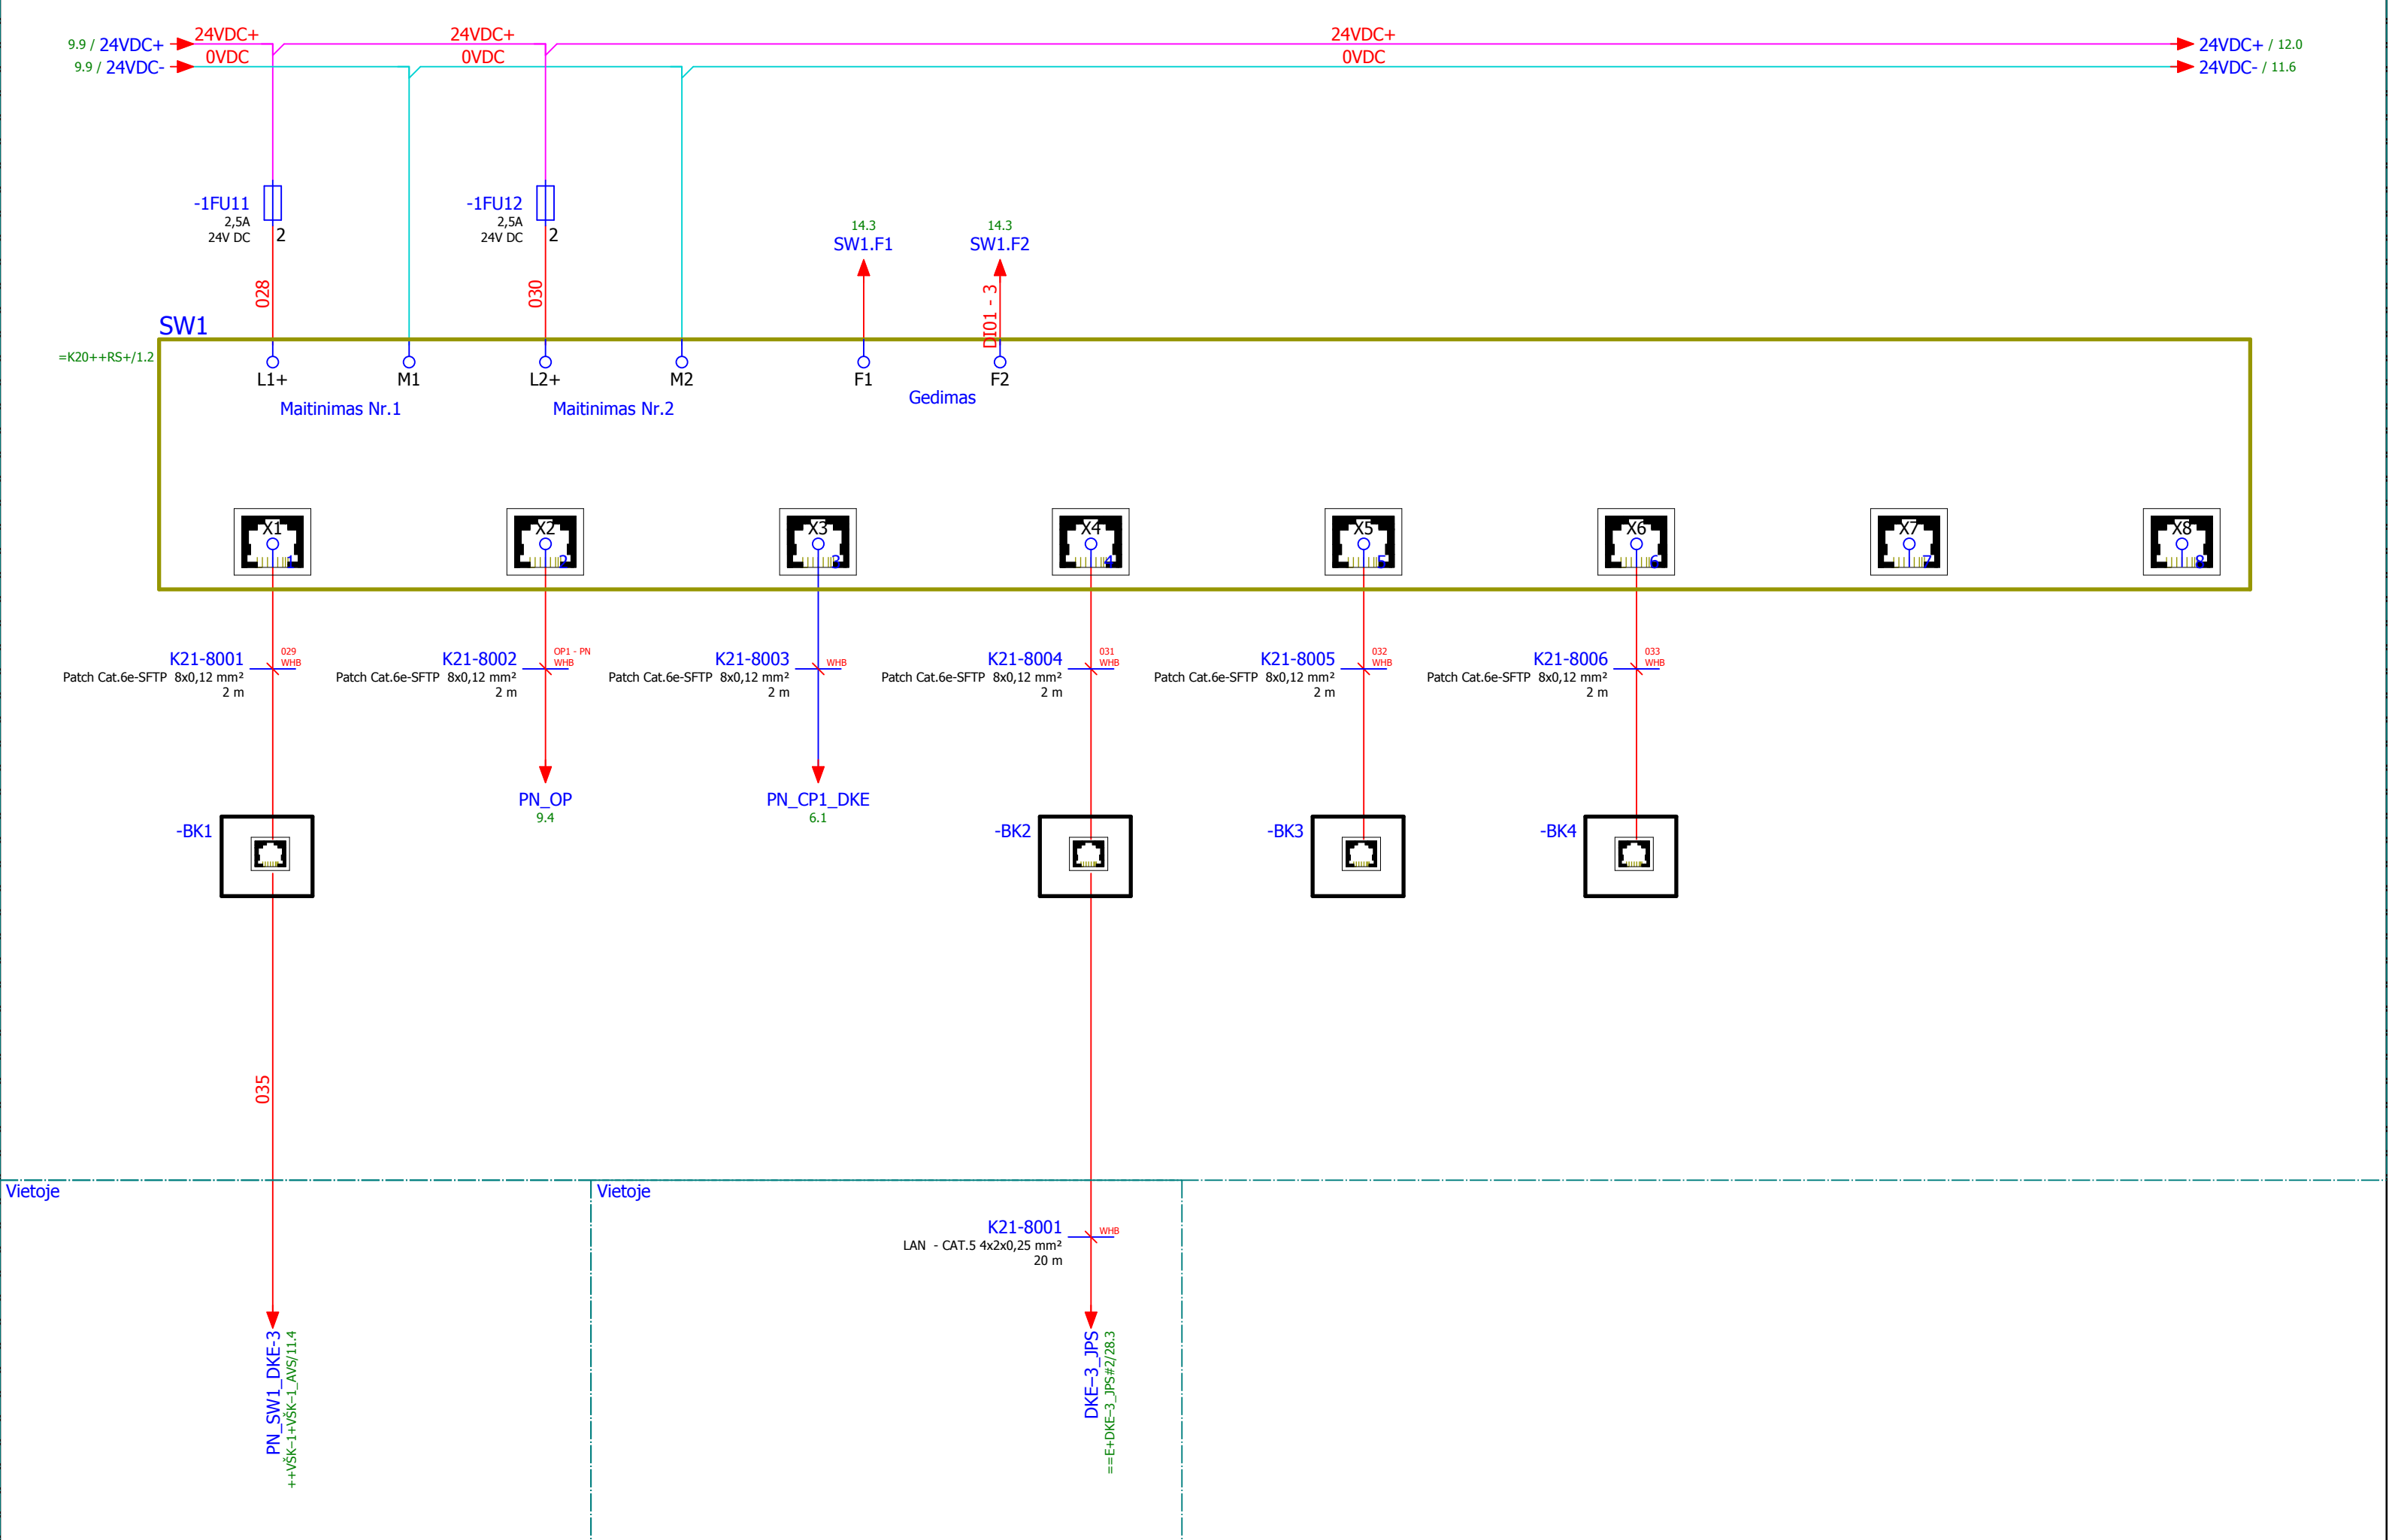 24VDC+ 24VDC+ 24VDC+
9.9 / 24VDC+ 24VDC+ / 12.0
0VDC 0VDC 0VDC
9.9 / 24VDC- 24VDC- / 11.6
-1FU11
2,5A
24V DC
2
-1FU12
2,5A
24V DC
2
14.3
SW1.F1
14.3
SW1.F2
028
030
DI01 - 3
SW1
=K20++RS+/1.2
L1+ M1 L2+ M2 F1 F2
Maitinimas Nr.1
Maitinimas Nr.2
Gedimas
X1 X2 X3 X4 X5 X6 X7 X8
1 2 3 4 5 6 7 8
K21-8001
029
WHB
Patch Cat.6e-SFTP 8x0,12 mm²
2 m
K21-8002
OP1 - PN
WHB
Patch Cat.6e-SFTP 8x0,12 mm²
2 m
K21-8003
WHB
Patch Cat.6e-SFTP 8x0,12 mm²
2 m
K21-8004
031
WHB
Patch Cat.6e-SFTP 8x0,12 mm²
2 m
K21-8005
032
WHB
Patch Cat.6e-SFTP 8x0,12 mm²
2 m
K21-8006
033
WHB
Patch Cat.6e-SFTP 8x0,12 mm²
2 m
PN_OP
9.4
PN_CP1_DKE
6.1
-BK1
-BK2
-BK3
-BK4
035
Vietoje
Vietoje
K21-8001
WHB
LAN - CAT.5 4x2x0,25 mm²
20 m
PN_SW1_DKE-3
++VŠK–1+VŠK–1_AVS/11.4
DKE–3_JPS
==E+DKE–3_JPS#2/28.3